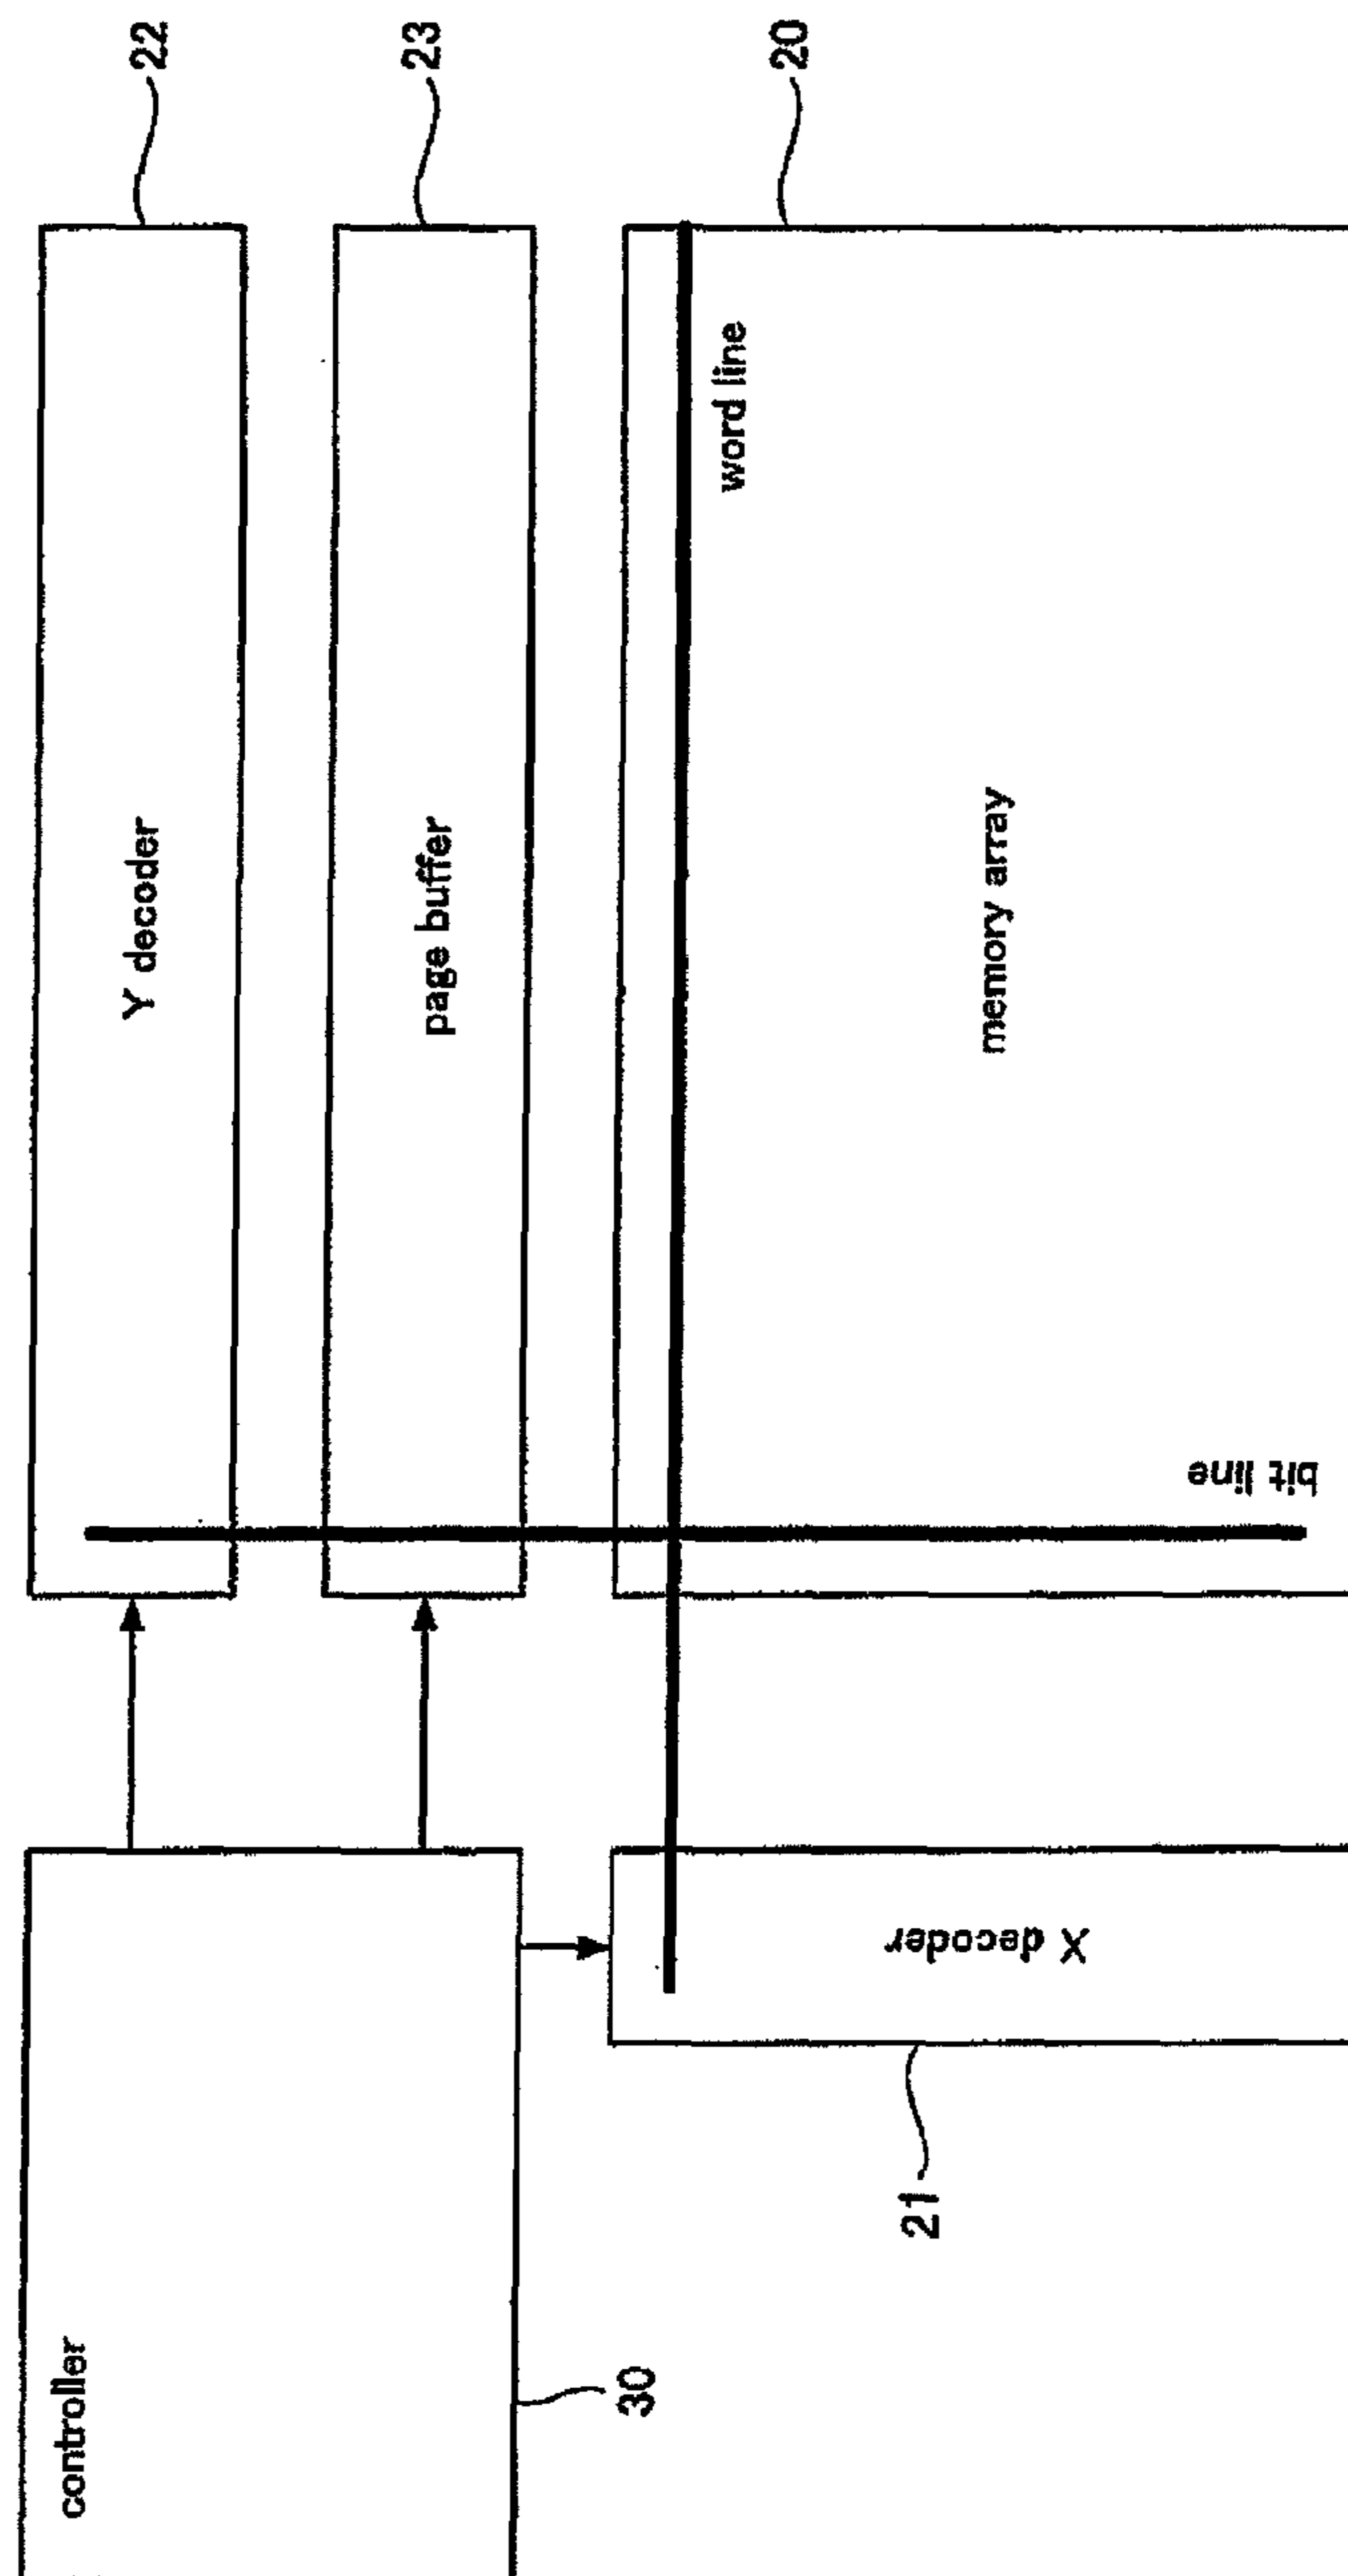 22
23
20
Y decoder
page buffer
word line
memory array
bit line
X decoder
21
controller
30